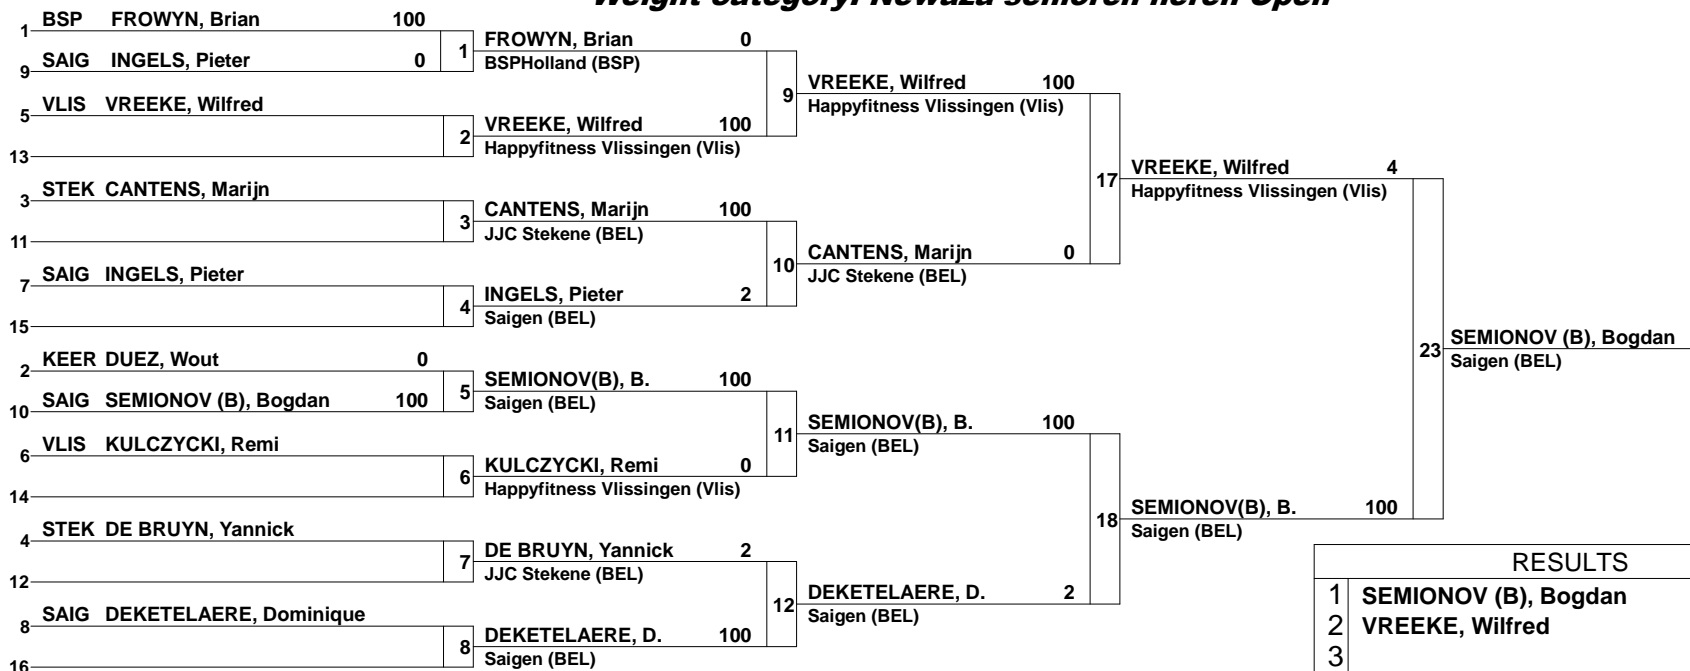 Weight category: Newaza senioren heren Open
1 BSP FROWYN, Brian 100
9 SAIG INGELS, Pieter 0
5 VLIS VREEKE, Wilfred
13
3 STEK CANTENS, Marijn
11
7 SAIG INGELS, Pieter
15
2 KEER DUEZ, Wout 0
10 SAIG SEMIONOV (B), Bogdan 100
6 VLIS KULCZYCKI, Remi
14
4 STEK DE BRUYN, Yannick
12
8 SAIG DEKETELAERE, Dominique
16
1 FROWYN, Brian 0
BSPHolland (BSP)
2 VREEKE, Wilfred 100
Happyfitness Vlissingen (Vlis)
3 CANTENS, Marijn 100
JJC Stekene (BEL)
4 INGELS, Pieter 2
Saigen (BEL)
5 SEMIONOV(B), B. 100
Saigen (BEL)
6 KULCZYCKI, Remi 0
Happyfitness Vlissingen (Vlis)
7 DE BRUYN, Yannick 2
JJC Stekene (BEL)
8 DEKETELAERE, D. 100
Saigen (BEL)
9 VREEKE, Wilfred 100
Happyfitness Vlissingen (Vlis)
10 CANTENS, Marijn 0
JJC Stekene (BEL)
11 SEMIONOV(B), B. 100
Saigen (BEL)
12 DEKETELAERE, D. 2
Saigen (BEL)
17 VREEKE, Wilfred 4
Happyfitness Vlissingen (Vlis)
18 SEMIONOV(B), B. 100
Saigen (BEL)
23 SEMIONOV (B), Bogdan
Saigen (BEL)
RESULTS
1 SEMIONOV (B), Bogdan
2 VREEKE, Wilfred
3